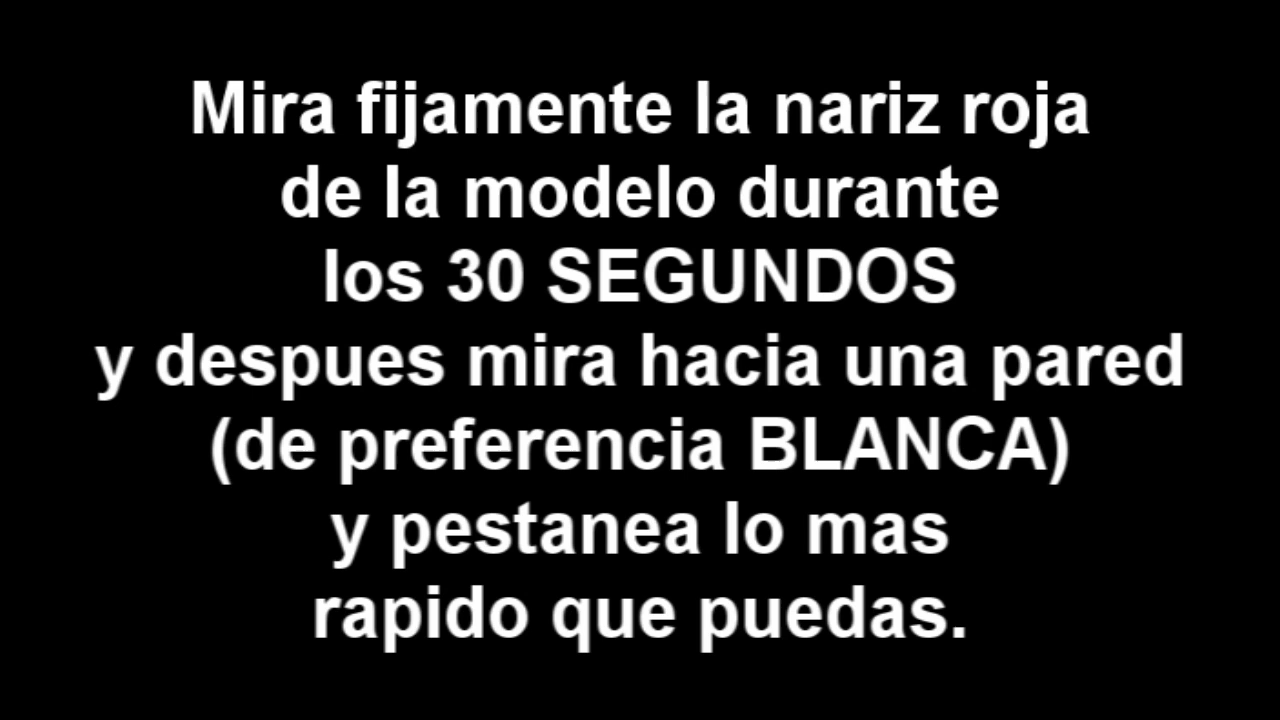 Mira fijamente la nariz roja
de la modelo durante
los 30 SEGUNDOS
y despues mira hacia una pared
(de preferencia BLANCA)
y pestanea lo mas
rapido que puedas.